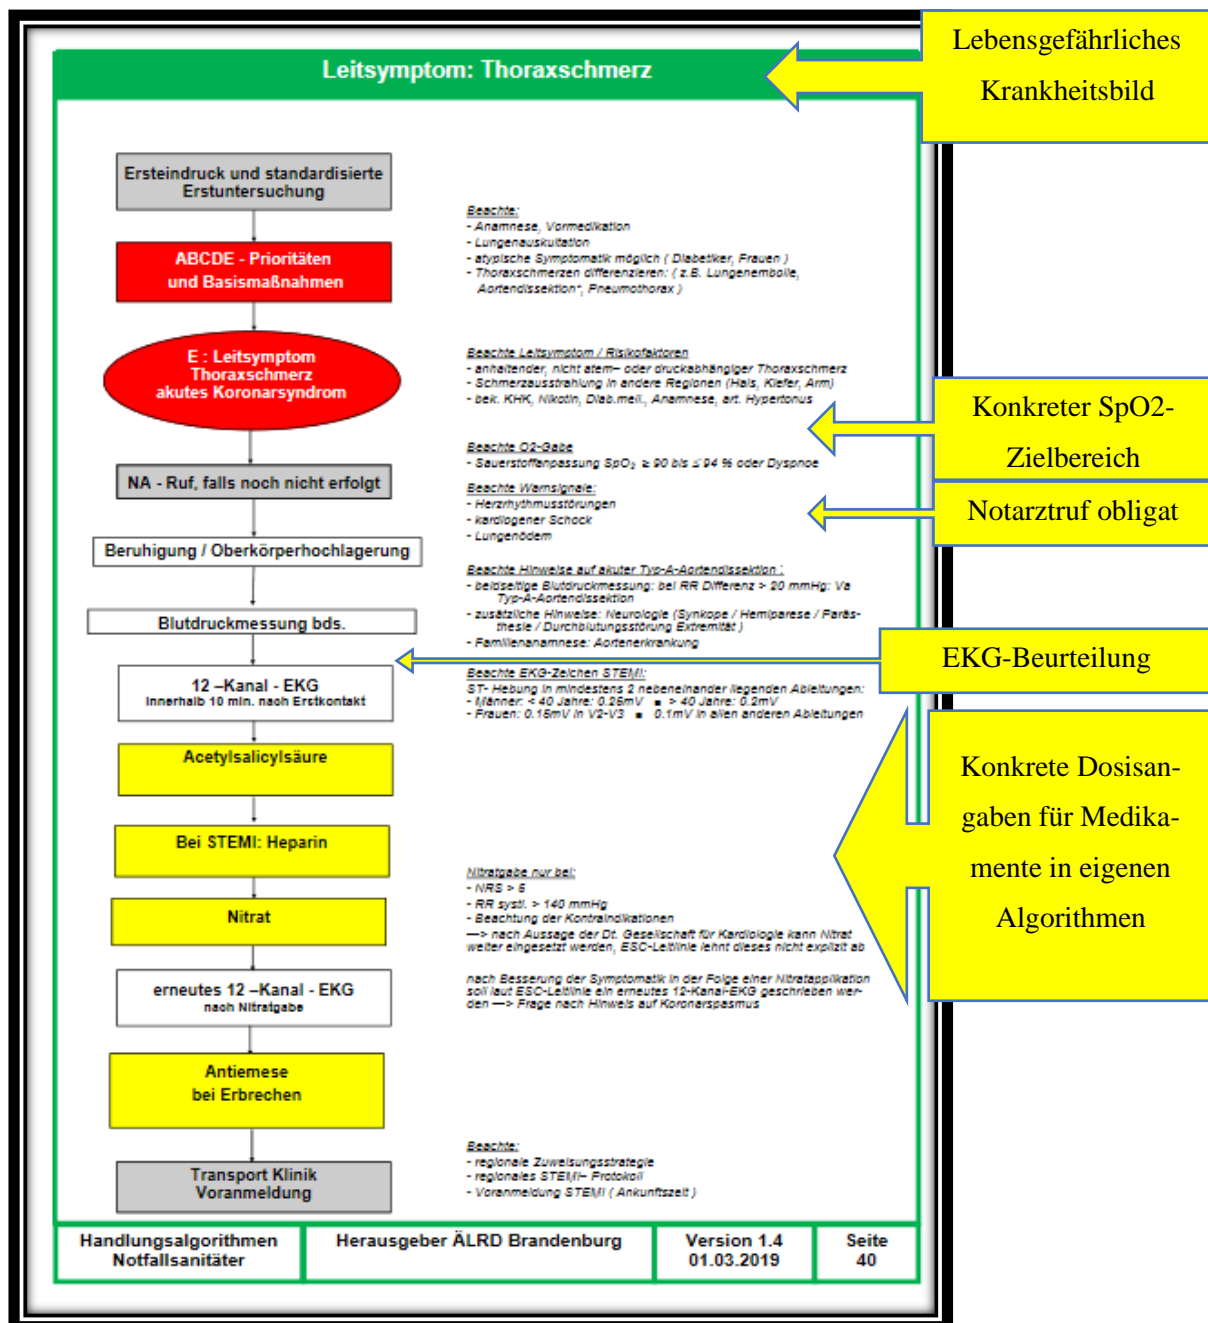 Leitsymptom: Thoraxschmerz
Lebensgefährliches
Krankheitsbild
Ersteindruck und standardisierte
Erstuntersuchung
Beachte:
- Anamnese, Vormedikation
- Lungenauskultation
- atypische Symptomatik möglich ( Diabetiker, Frauen )
- Thoraxschmerzen differenzieren: ( z.B. Lungenembolie,
Aortendissektion*, Pneumothorax )
ABCDE - Prioritäten
und Basismaßnahmen
E : Leitsymptom
Thoraxschmerz
akutes Koronarsyndrom
Beachte Leitsymptom / Risikofaktoren
- anhaltender, nicht atem– oder druckabhängiger Thoraxschmerz
- Schmerzausstrahlung in andere Regionen (Hals, Kiefer, Arm)
- bek. KHK, Nikotin, Diab.mell., Anamnese, art. Hypertonus
Konkreter SpO2-
Zielbereich
Beachte O2-Gabe
- Sauerstoffanpassung SpO₂ ≥ 90 bis ≤ 94 % oder Dyspnoe
NA - Ruf, falls noch nicht erfolgt
Beachte Warnsignale:
- Herzrhythmusstörungen
- kardiogener Schock
- Lungenödem
Notarztruf obligat
Beruhigung / Oberkörperhochlagerung
Beachte Hinweise auf akuter Typ-A-Aortendissektion :
- beidseitige Blutdruckmessung: bei RR Differenz > 20 mmHg: Va
Typ-A-Aortendissektion
- zusätzliche Hinweise: Neurologie (Synkope / Hemiparese / Paräs-
thesie / Durchblutungsstörung Extremität )
- Familienanamnese: Aortenerkrankung
Blutdruckmessung bds.
EKG-Beurteilung
12 –Kanal - EKG
Innerhalb 10 min. nach Erstkontakt
Beachte EKG-Zeichen STEMI:
ST- Hebung in mindestens 2 nebeneinander liegenden Ableitungen:
- Männer: < 40 Jahre: 0.25mV ■ > 40 Jahre: 0.2mV
- Frauen: 0.15mV in V2-V3 ■ 0.1mV in allen anderen Ableitungen
Acetylsalicylsäure
Konkrete Dosisan-
gaben für Medika-
mente in eigenen
Algorithmen
Bei STEMI: Heparin
Nitrat
Nitratgabe nur bei:
- NRS > 6
- RR systl. > 140 mmHg
- Beachtung der Kontraindikationen
—> nach Aussage der Dt. Gesellschaft für Kardiologie kann Nitrat
weiter eingesetzt werden, ESC-Leitlinie lehnt dieses nicht explizit ab
erneutes 12 –Kanal - EKG
nach Nitratgabe
nach Besserung der Symptomatik in der Folge einer Nitratapplikation
soll laut ESC-Leitlinie ein erneutes 12-Kanal-EKG geschrieben wer-
den —> Frage nach Hinweis auf Koronarspasmus
Antiemese
bei Erbrechen
Transport Klinik
Voranmeldung
Beachte:
- regionale Zuweisungsstrategie
- regionales STEMI– Protokoll
- Voranmeldung STEMI ( Ankunftszeit )
Handlungsalgorithmen
Notfallsanitäter
Herausgeber ÄLRD Brandenburg
Version 1.4
01.03.2019
Seite
40